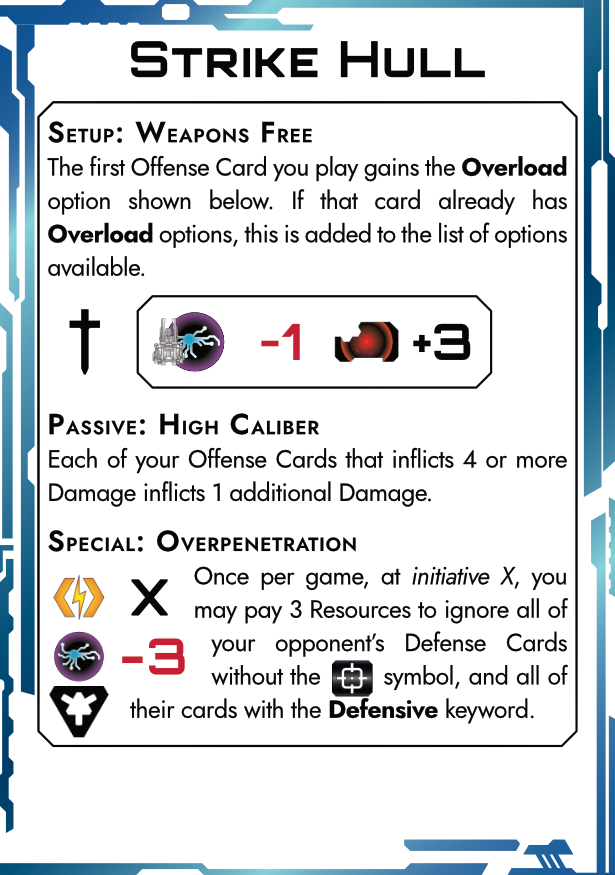 Strike Hull
Setup: Weapons Free
The first Offense Card you play gains the Overload
option shown below. If that card already has
Overload options, this is added to the list of options
available.
-1 +3
Passive: High Caliber
Each of your Offense Cards that inflicts 4 or more
Damage inflicts 1 additional Damage.
Special: Overpenetration
X
-3
Once per game, at initiative X, you
may pay 3 Resources to ignore all of
your opponent's Defense Cards
without the symbol, and all of
their cards with the Defensive keyword.